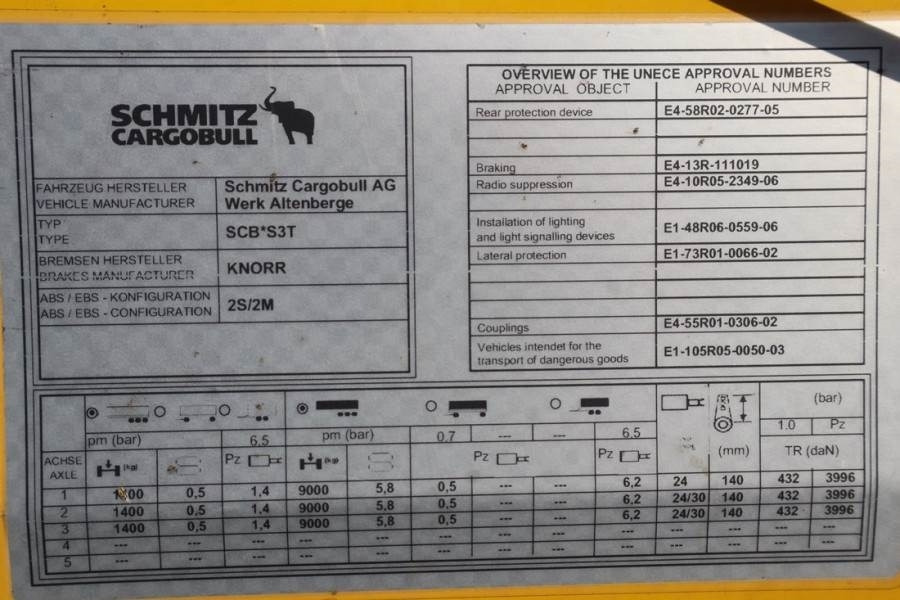 SCHMITZ
CARGOBULL
FAHRZEUG HERSTELLER
VEHICLE MANUFACTURER
Schmitz Cargobull AG
Werk Altenberge
TYP
TYPE
SCB*S3T
BREMSEN HERSTELLER
BRAKES MANUFACTURER
KNORR
ABS / EBS - KONFIGURATION
ABS / EBS - CONFIGURATION
2S/2M
OVERVIEW OF THE UNECE APPROVAL NUMBERS
APPROVAL OBJECT APPROVAL NUMBER
Rear protection device E4-58R02-0277-05
Braking E4-13R-111019
Radio suppression E4-10R05-2349-06
Installation of lighting
and light signalling devices
E1-48R06-0559-06
Lateral protection E1-73R01-0066-02
Couplings E4-55R01-0306-02
Vehicles intendet for the
transport of dangerous goods
E1-105R05-0050-03
(bar)
pm (bar) 6.5 pm (bar) 0.7 --- --- 6.5 1.0 Pz
ACHSE
AXLE
(kg) Pz (kg) Pz Pz (mm) TR (daN)
1 1400 0,5 1,4 9000 5,8 0,5 --- --- 6,2 24 140 432 3996
2 1400 0,5 1,4 9000 5,8 0,5 --- --- 6,2 24/30 140 432 3996
3 1400 0,5 1,4 9000 5,8 0,5 --- --- 6,2 24/30 140 432 3996
4 --- --- --- --- --- --- --- --- --- --- --- --- ---
5 --- --- --- --- --- --- --- --- --- --- --- --- ---